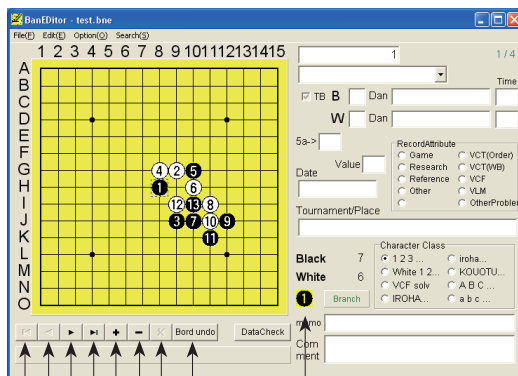 BanEDitor - test.bne
File(F) Edit(E) Option(O) Search(S)
1 2 3 4 5 6 7 8 9 10 11 12 13 14 15
A
B
C
D
E
F
G
H
I
J
K
L
M
N
O
4 2 5
1 6
12 13 8
3 7 10 9
11
1
1 / 4
Time
TB B Dan
W Dan
5a->
Value
Date
Tournament/Place
RecordAttribute
Game VCT(Order)
Research VCT(WB)
Reference VCF
Other VLM
OtherProblem
Black 7
White 6
1 Branch
Character Class
1 2 3 ... iroha...
White 1 2... KOUOTU...
VCF solv A B C ...
IROHA... a b c ...
Bord undo DataCheck
memo
Com
ment